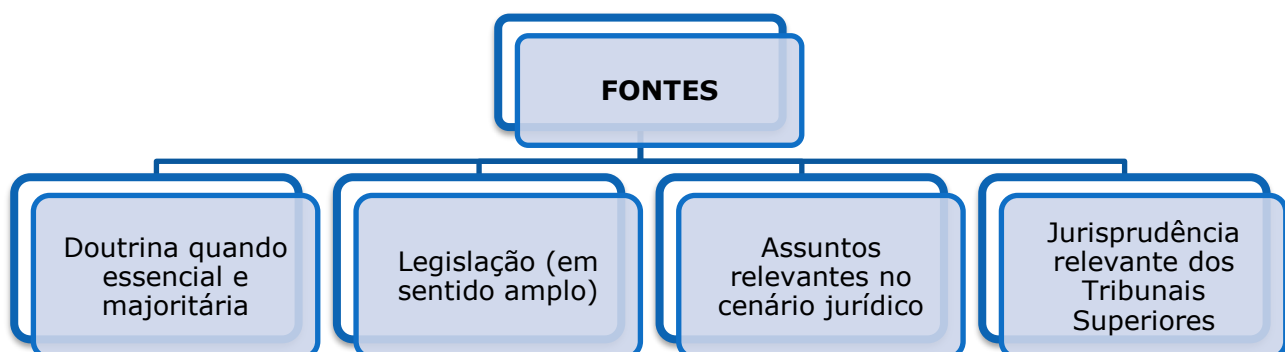 FONTES
Doutrina quando
essencial e
majoritária
Legislação (em
sentido amplo)
Assuntos
relevantes no
cenário jurídico
Jurisprudência
relevante dos
Tribunais
Superiores